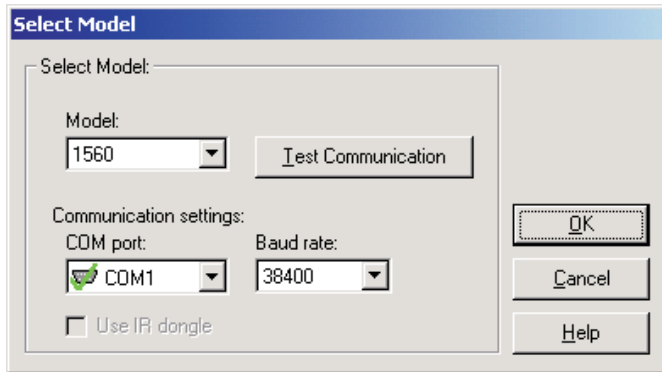 Select Model
Select Model:
Model:
1560
Test Communication
Communication settings:
COM port:
Baud rate:
COM1
38400
Use IR dongle
OK
Cancel
Help